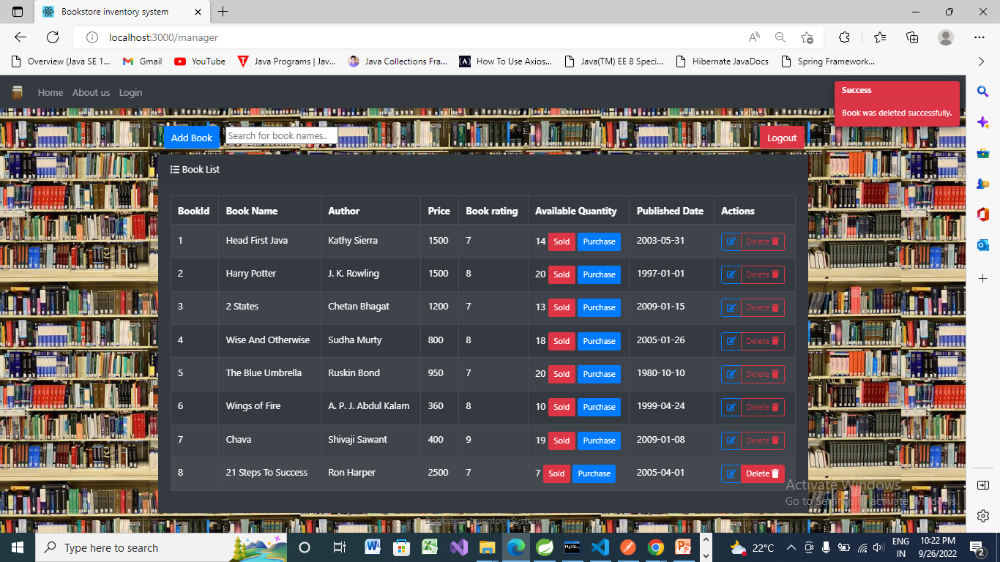 Bookstore inventory system
localhost:3000/manager
Overview (Java SE 1... Gmail YouTube Java Programs | Jav... Java Collections Fra... How To Use Axios... Java(TM) EE 8 Speci... Hibernate JavaDocs Spring Framework...
Home About us Login
Success
Book was deleted successfully.
Add Book Search for book names.. Logout
Book List
BookId Book Name Author Price Book rating Available Quantity Published Date Actions
1 Head First Java Kathy Sierra 1500 7 14 Sold Purchase 2003-05-31 Delete
2 Harry Potter J. K. Rowling 1500 8 20 Sold Purchase 1997-01-01 Delete
3 2 States Chetan Bhagat 1200 7 13 Sold Purchase 2009-01-15 Delete
4 Wise And Otherwise Sudha Murty 800 8 18 Sold Purchase 2005-01-26 Delete
5 The Blue Umbrella Ruskin Bond 950 7 20 Sold Purchase 1980-10-10 Delete
6 Wings of Fire A. P. J. Abdul Kalam 360 8 10 Sold Purchase 1999-04-24 Delete
7 Chava Shivaji Sawant 400 9 19 Sold Purchase 2009-01-08 Delete
8 21 Steps To Success Ron Harper 2500 7 7 Sold Purchase 2005-04-01 Delete
Activate Windows
Go to Settings to activate Windows.
Bookstore Inventory System
Type here to search
22°C
ENG
IN
10:22 PM
9/26/2022
2